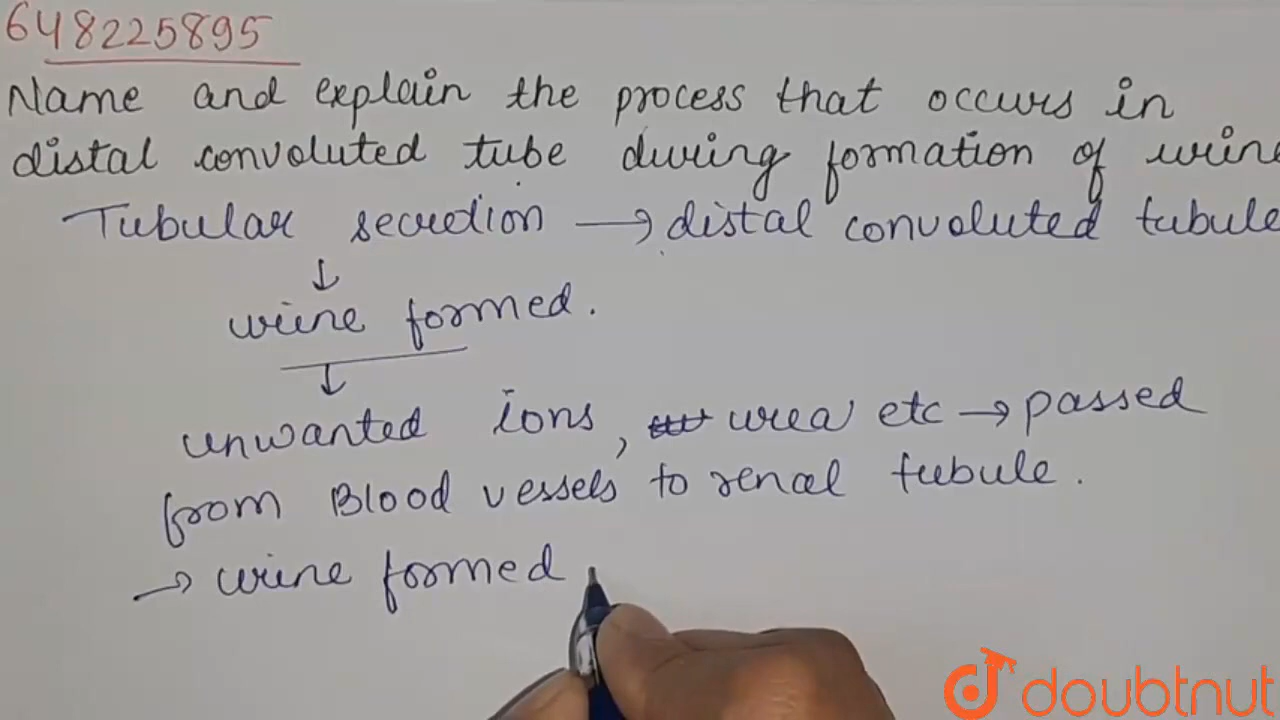 648225895
Name and explain the process that occurs in
distal convoluted tube during formation of urine
Tubular secretion → distal convoluted tubule
↓
urine formed.
↓
unwanted ions, urea etc → passed
from Blood vessels to renal tubule.
→ urine formed
doubtnut